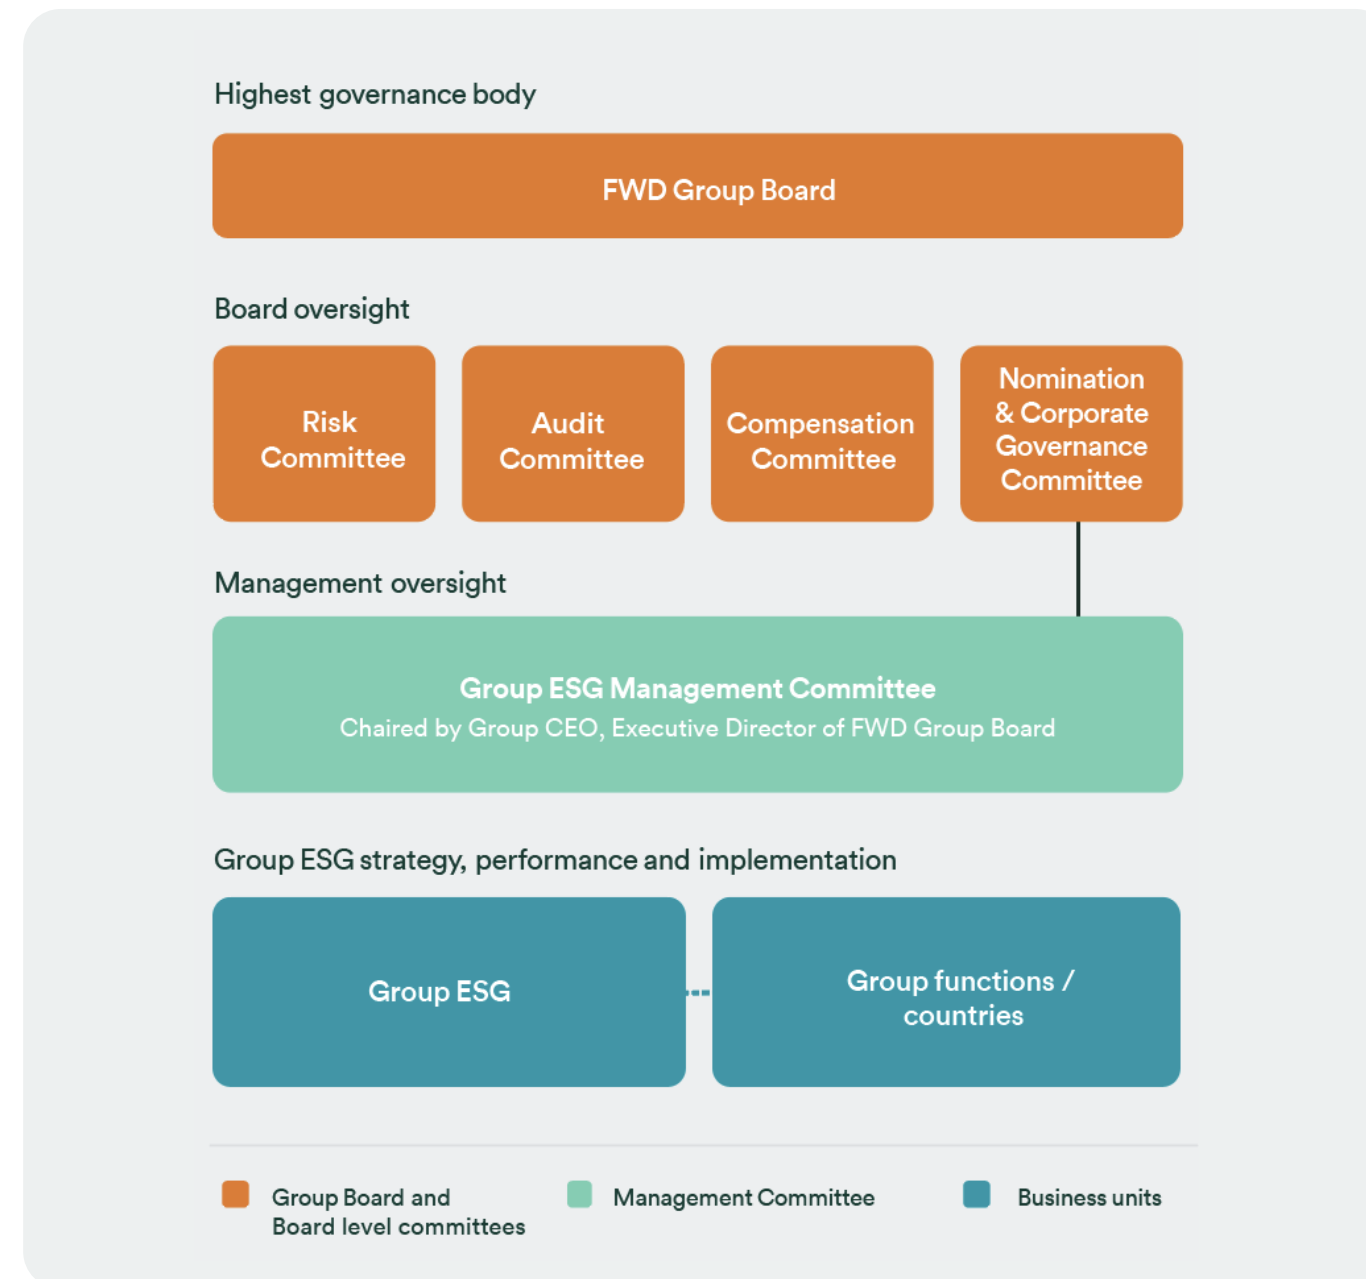 Highest governance body
FWD Group Board
Board oversight
Risk
Committee
Audit
Committee
Compensation
Committee
Nomination
& Corporate
Governance
Committee
Management oversight
Group ESG Management Committee
Chaired by Group CEO, Executive Director of FWD Group Board
Group ESG strategy, performance and implementation
Group ESG
Group functions /
countries
Group Board and
Board level committees
Management Committee
Business units